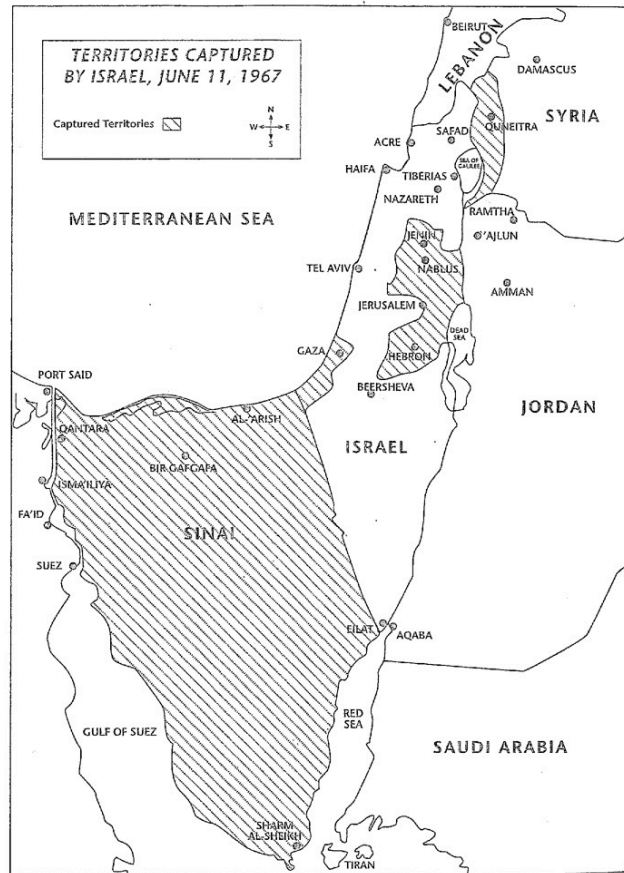 TERRITORIES CAPTURED
BY ISRAEL, JUNE 11, 1967
Captured Territories
N
W E
S
BEIRUT
LEBANON
DAMASCUS
SYRIA
QUNEITRA
SAFAD
ACRE
SEA OF
GALILEE
HAIFA
TIBERIAS
NAZARETH
RAMTHA
'AJLUN
MEDITERRANEAN SEA
JENIN
NABLUS
TEL AVIV
AMMAN
JERUSALEM
DEAD
SEA
GAZA
HEBRON
PORT SAID
BEERSHEVA
AL-'ARISH
JORDAN
QANTARA
ISRAEL
BIR GAFGAFA
ISMA'ILIYA
FA'ID
SINAI
SUEZ
EILAT
AQABA
RED
SEA
GULF OF SUEZ
SAUDI ARABIA
SHARM
AL-SHEIKH
TIRAN